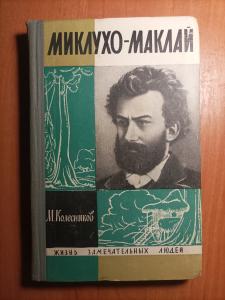 МИКЛУХО-МАКЛАЙ
М. Колесников
ЖИЗНЬ ЗАМЕЧАТЕЛЬНЫХ ЛЮДЕЙ